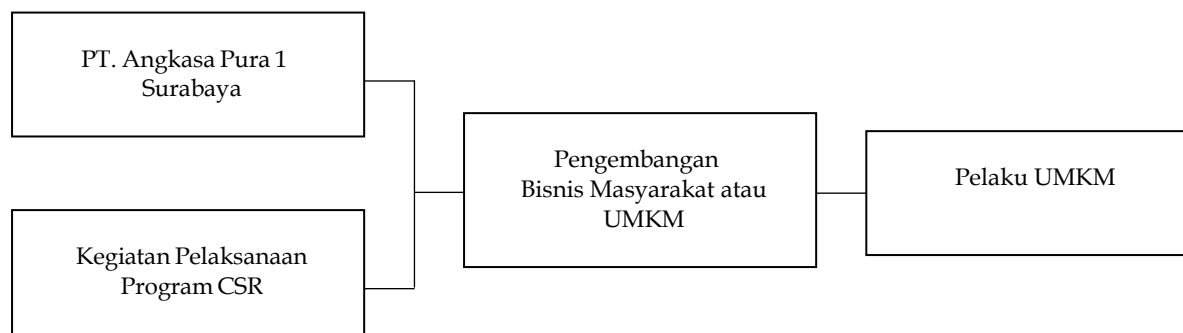 PT. Angkasa Pura 1
Surabaya
Kegiatan Pelaksanaan
Program CSR
Pengembangan
Bisnis Masyarakat atau
UMKM
Pelaku UMKM